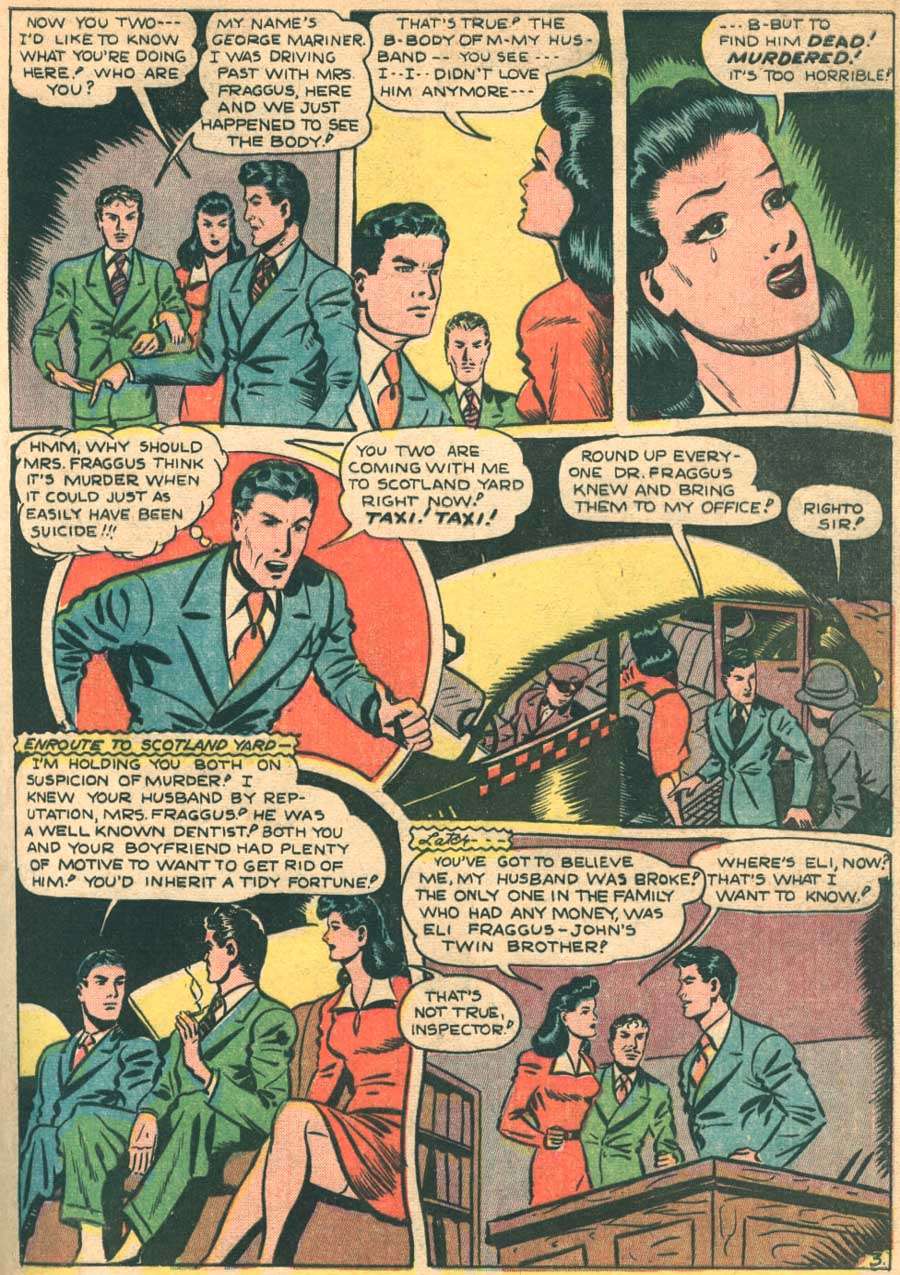 NOW YOU TWO---
I'D LIKE TO KNOW
WHAT YOU'RE DOING
HERE! WHO ARE
YOU?
MY NAME'S
GEORGE MARINER.
I WAS DRIVING
PAST WITH MRS.
FRAGGUS, HERE
AND WE JUST
HAPPENED TO SEE
THE BODY!
THAT'S TRUE! THE
B-BODY OF M-MY HUS-
BAND -- YOU SEE ---
I--I-- DIDN'T LOVE
HIM ANYMORE---
--- B-BUT TO
FIND HIM DEAD!
MURDERED!
IT'S TOO HORRIBLE!
HMM, WHY SHOULD
MRS. FRAGGUS THINK
IT'S MURDER WHEN
IT COULD JUST AS
EASILY HAVE BEEN
SUICIDE!!!
YOU TWO ARE
COMING WITH ME
TO SCOTLAND YARD
RIGHT NOW!
TAXI! TAXI!
ROUND UP EVERY-
ONE DR. FRAGGUS
KNEW AND BRING
THEM TO MY OFFICE!
RIGHTO
SIR!
ENROUTE TO SCOTLAND YARD—
I'M HOLDING YOU BOTH ON
SUSPICION OF MURDER! I
KNEW YOUR HUSBAND BY REP-
UTATION, MRS. FRAGGUS! HE WAS
A WELL KNOWN DENTIST! BOTH YOU
AND YOUR BOYFRIEND HAD PLENTY
OF MOTIVE TO WANT TO GET RID OF
HIM! YOU'D INHERIT A TIDY FORTUNE!
Later---
YOU'VE GOT TO BELIEVE
ME, MY HUSBAND WAS BROKE!
THE ONLY ONE IN THE FAMILY
WHO HAD ANY MONEY, WAS
ELI FRAGGUS—JOHN'S
TWIN BROTHER!
WHERE'S ELI, NOW?
THAT'S WHAT I
WANT TO KNOW!
THAT'S
NOT TRUE,
INSPECTOR!
3.